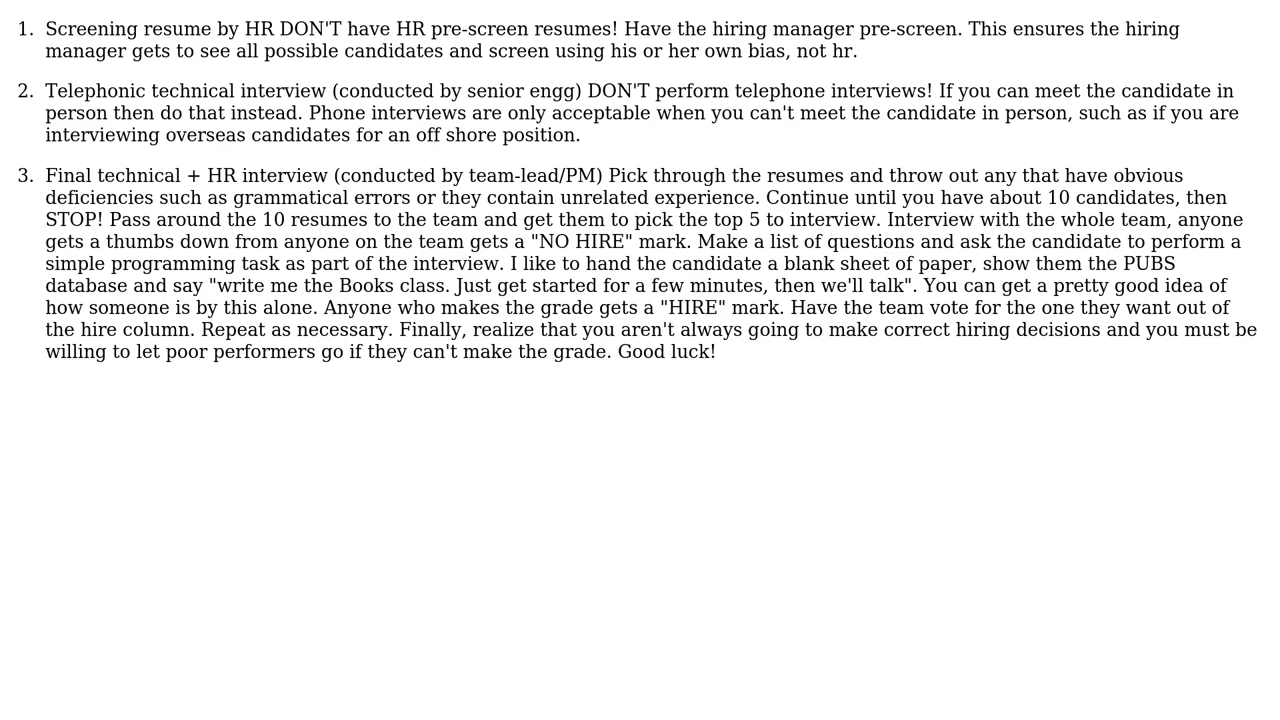 1. Screening resume by HR DON'T have HR pre-screen resumes! Have the hiring manager pre-screen. This ensures the hiring
manager gets to see all possible candidates and screen using his or her own bias, not hr.
2. Telephonic technical interview (conducted by senior engg) DON'T perform telephone interviews! If you can meet the candidate in
person then do that instead. Phone interviews are only acceptable when you can't meet the candidate in person, such as if you are
interviewing overseas candidates for an off shore position.
3. Final technical + HR interview (conducted by team-lead/PM) Pick through the resumes and throw out any that have obvious
deficiencies such as grammatical errors or they contain unrelated experience. Continue until you have about 10 candidates, then
STOP! Pass around the 10 resumes to the team and get them to pick the top 5 to interview. Interview with the whole team, anyone
gets a thumbs down from anyone on the team gets a "NO HIRE" mark. Make a list of questions and ask the candidate to perform a
simple programming task as part of the interview. I like to hand the candidate a blank sheet of paper, show them the PUBS
database and say "write me the Books class. Just get started for a few minutes, then we'll talk". You can get a pretty good idea of
how someone is by this alone. Anyone who makes the grade gets a "HIRE" mark. Have the team vote for the one they want out of
the hire column. Repeat as necessary. Finally, realize that you aren't always going to make correct hiring decisions and you must be
willing to let poor performers go if they can't make the grade. Good luck!